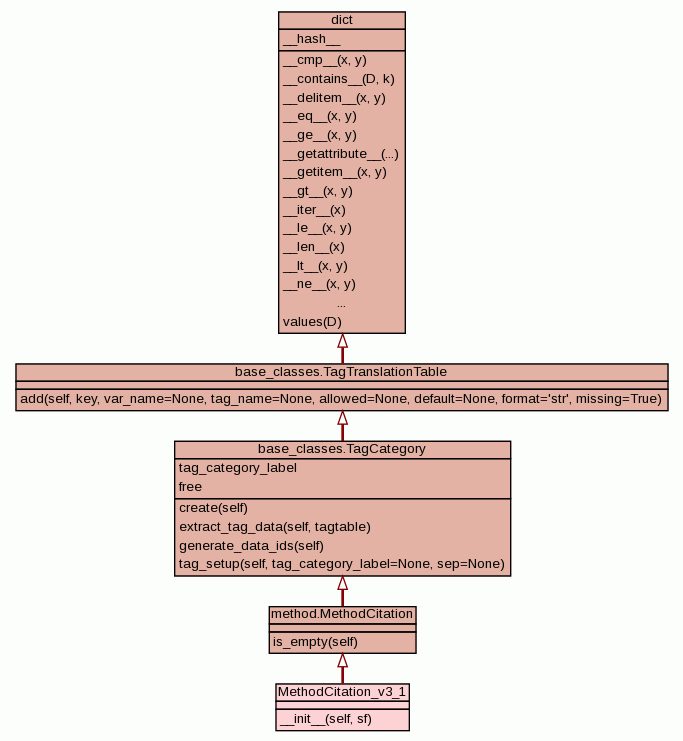 dict
__hash__
__cmp__(x, y)
__contains__(D, k)
__delitem__(x, y)
__eq__(x, y)
__ge__(x, y)
__getattribute__(...)
__getitem__(x, y)
__gt__(x, y)
__iter__(x)
__le__(x, y)
__len__(x)
__lt__(x, y)
__ne__(x, y)
...
values(D)
base_classes.TagTranslationTable
add(self, key, var_name=None, tag_name=None, allowed=None, default=None, format='str', missing=True)
base_classes.TagCategory
tag_category_label
free
create(self)
extract_tag_data(self, tagtable)
generate_data_ids(self)
tag_setup(self, tag_category_label=None, sep=None)
method.MethodCitation
is_empty(self)
MethodCitation_v3_1
__init__(self, sf)